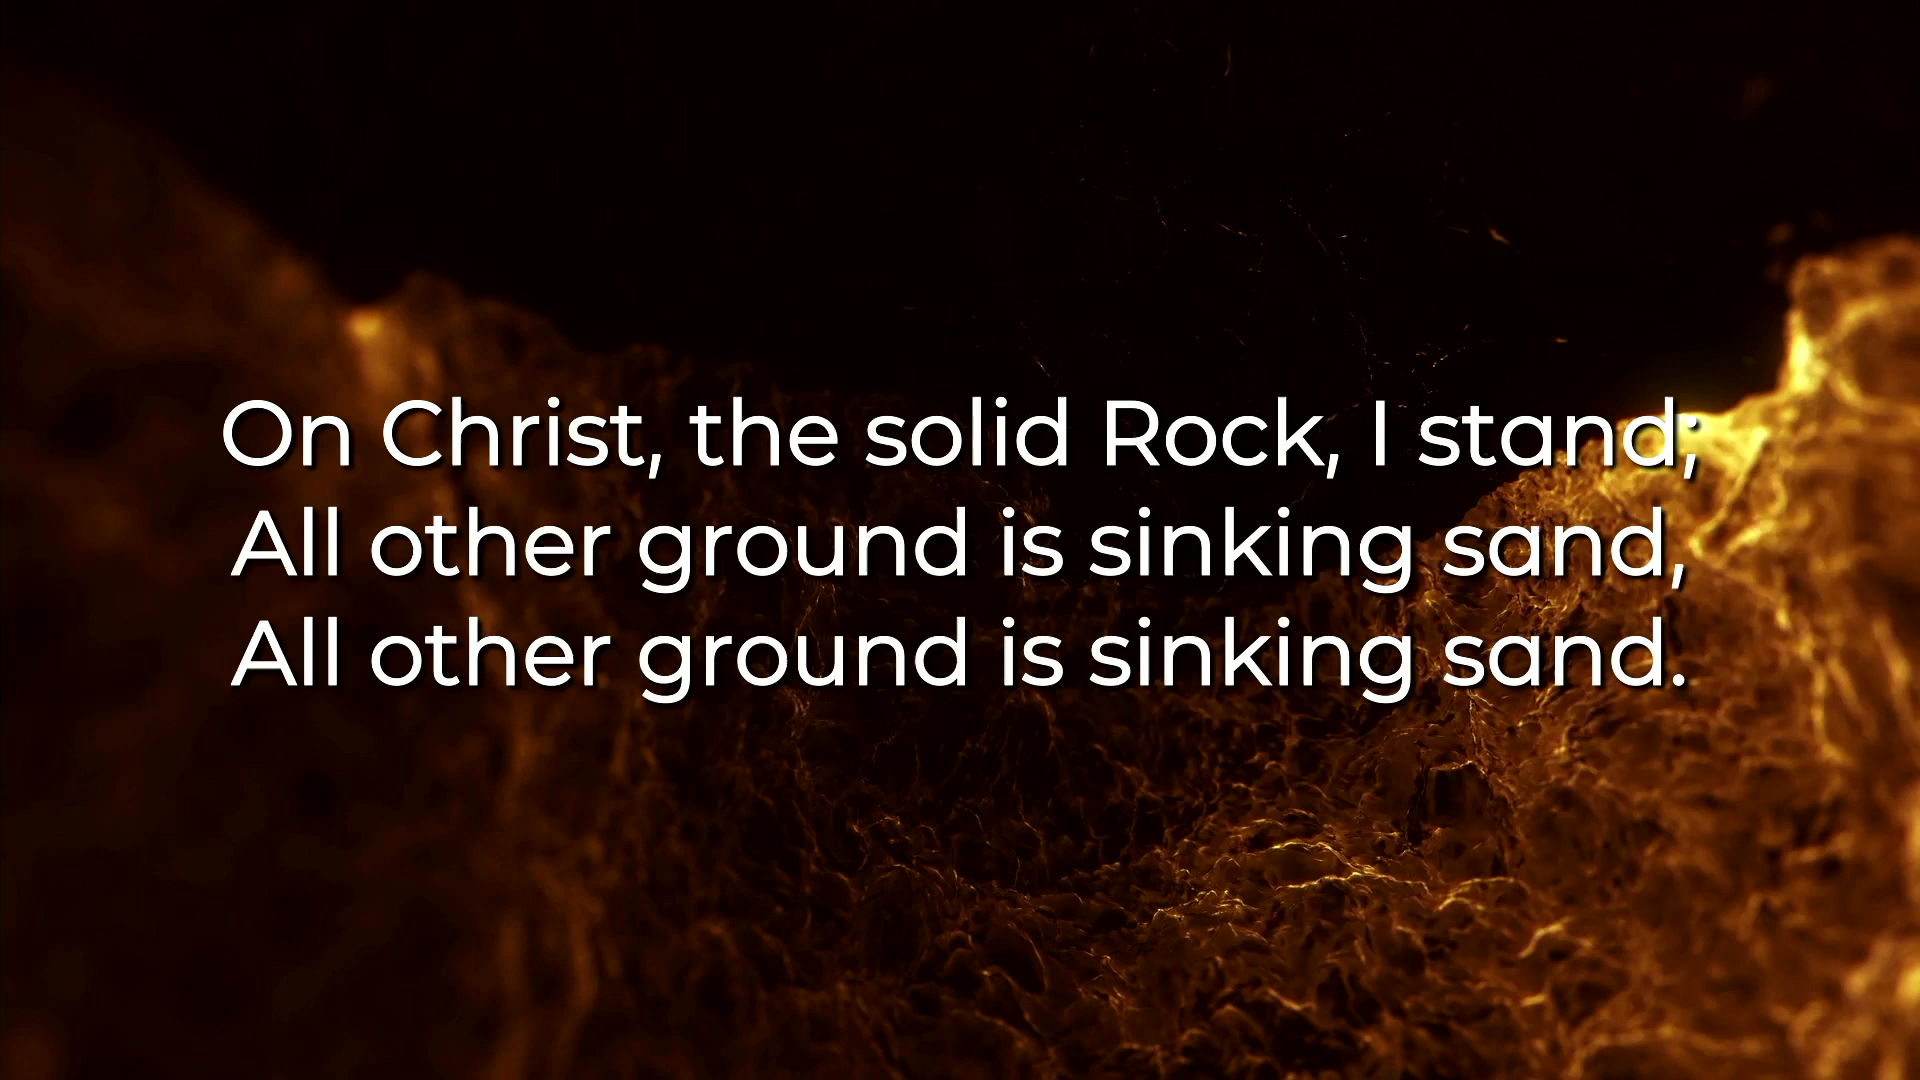 On Christ, the solid Rock, I stand;
All other ground is sinking sand,
All other ground is sinking sand.